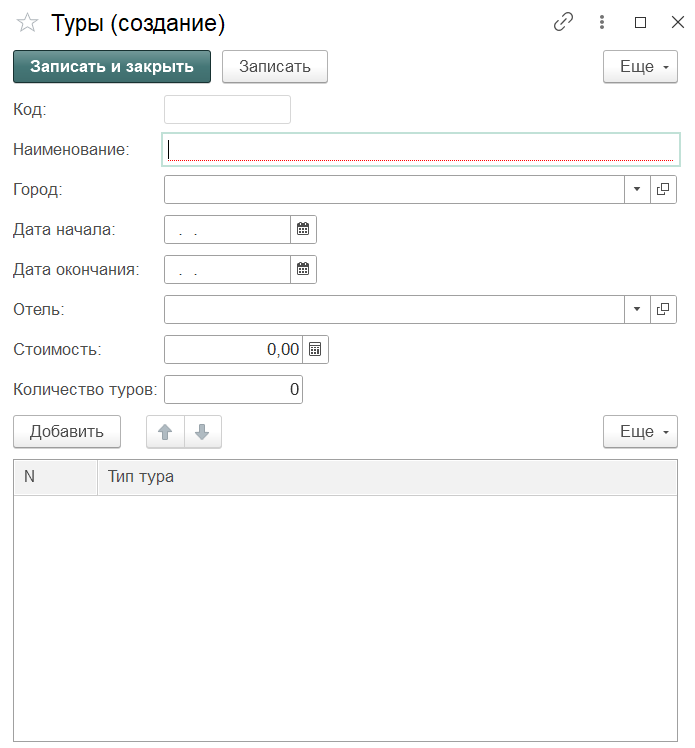 Туры (создание)
Записать и закрыть Записать Еще
Код:
Наименование:
Город:
Дата начала: . .
Дата окончания: . .
Отель:
Стоимость: 0,00
Количество туров: 0
Добавить Еще
N Тип тура